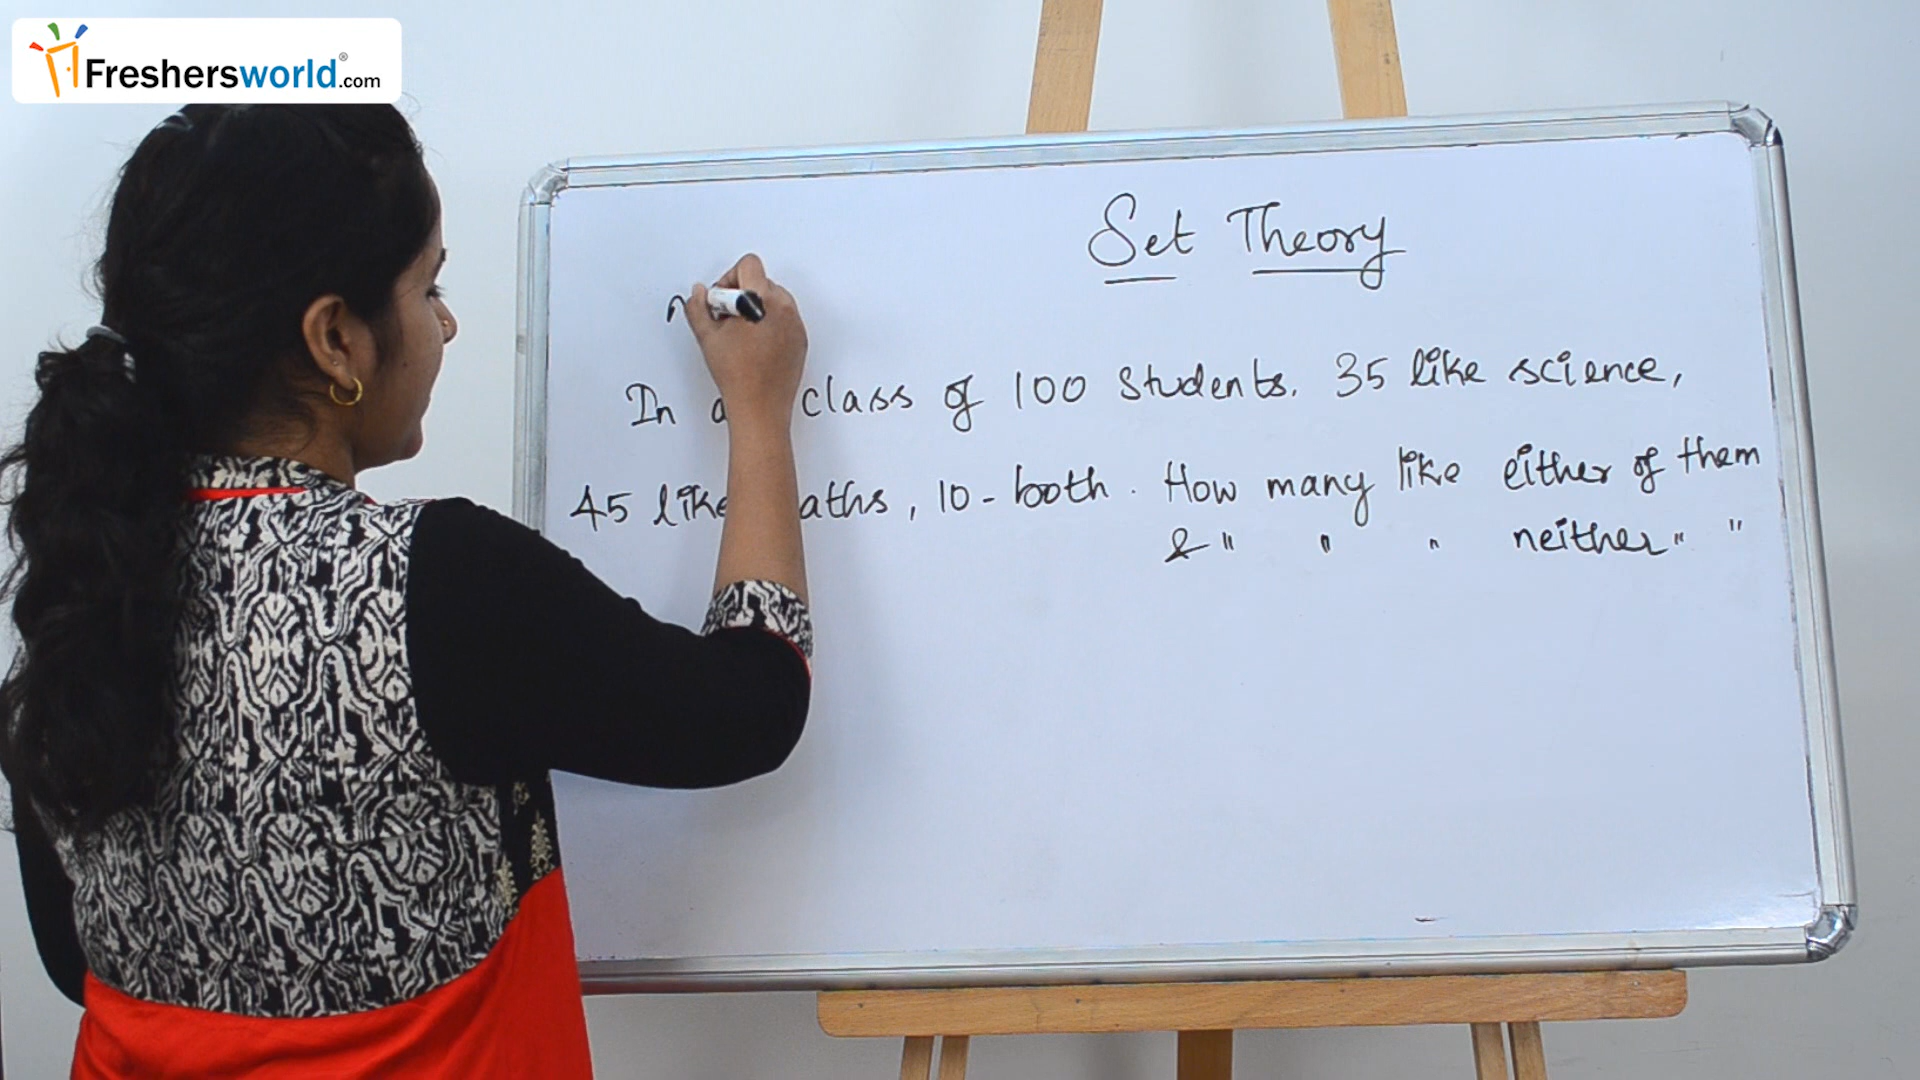 Freshersworld.com
Set Theory
In class of 100 students. 35 like science,
45 like aths, 10 - both. How many like either of them
& " " " neither " "